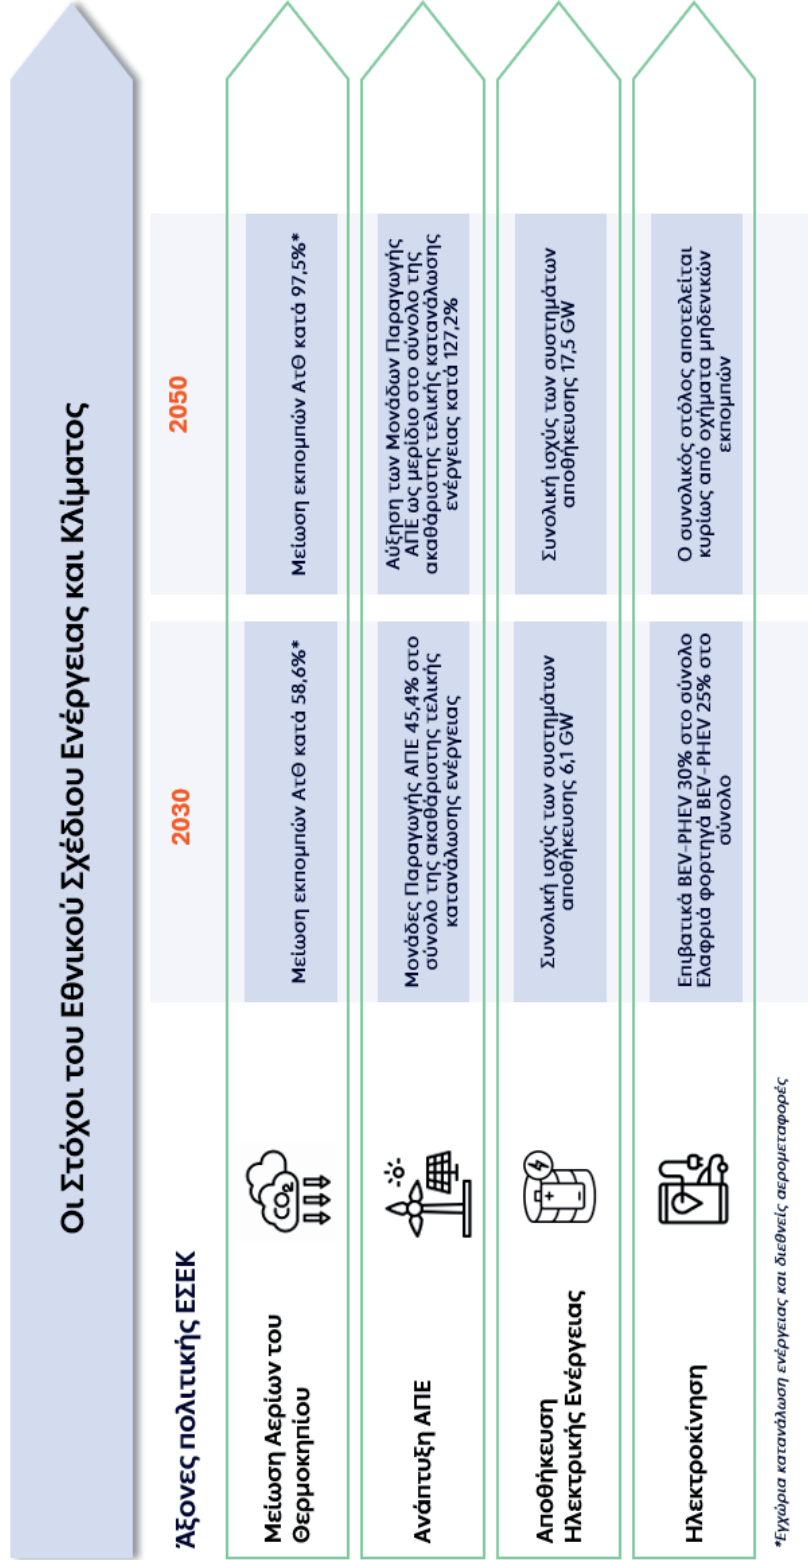 Οι Στόχοι του Εθνικού Σχέδιου Ενέργειας και Κλίματος
Άξονες πολιτικής ΕΣΕΚ
2030
2050
Μείωση Αερίων του
Θερμοκηπίου
CO2
Μείωση εκπομπών ΑτΘ κατά 58,6%*
Μείωση εκπομπών ΑτΘ κατά 97,5%*
Ανάπτυξη ΑΠΕ
Μονάδες Παραγωγής ΑΠΕ 45,4% στο
σύνολο της ακαθάριστης τελικής
κατανάλωσης ενέργειας
Αύξηση των Μονάδων Παραγωγής
ΑΠΕ ως μερίδιο στο σύνολο της
ακαθάριστης τελικής κατανάλωσης
ενέργειας κατά 127,2%
Αποθήκευση
Ηλεκτρικής Ενέργειας
Συνολική ισχύς των συστημάτων
αποθήκευσης 6,1 GW
Συνολική ισχύς των συστημάτων
αποθήκευσης 17,5 GW
Ηλεκτροκίνηση
Επιβατικά BEV-PHEV 30% στο σύνολο
Ελαφριά φορτηγά BEV-PHEV 25% στο
σύνολο
Ο συνολικός στόλος αποτελείται
κυρίως από οχήματα μηδενικών
εκπομπών
*Εγχώρια κατανάλωση ενέργειας και διεθνείς αερομεταφορές